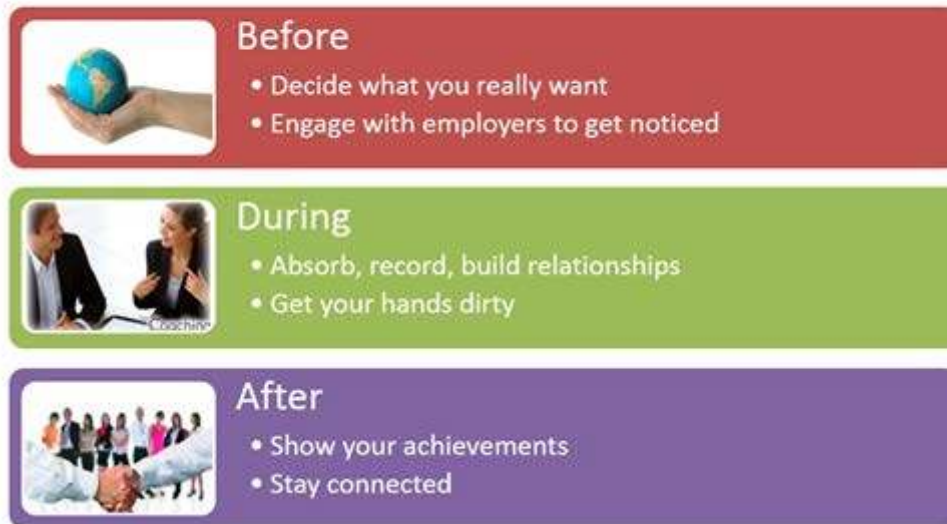 Before
• Decide what you really want
• Engage with employers to get noticed
During
• Absorb, record, build relationships
• Get your hands dirty
Coaching
After
• Show your achievements
• Stay connected